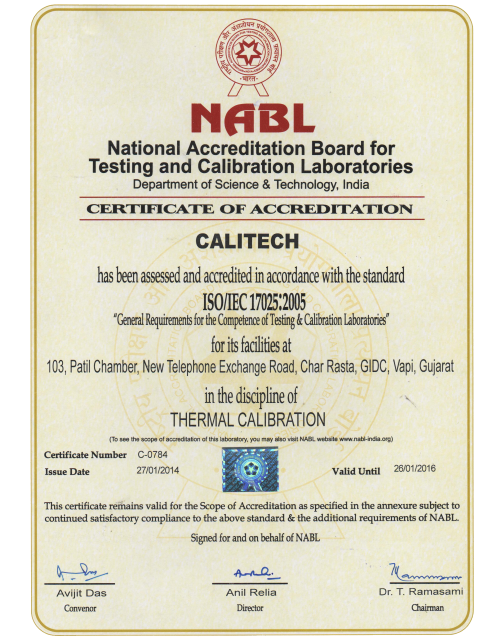 NABL
National Accreditation Board for
Testing and Calibration Laboratories
Department of Science & Technology, India
CERTIFICATE OF ACCREDITATION
CALITECH
has been assessed and accredited in accordance with the standard
ISO/IEC 17025:2005
"General Requirements for the Competence of Testing & Calibration Laboratories"
for its facilities at
103, Patil Chamber, New Telephone Exchange Road, Char Rasta, GIDC, Vapi, Gujarat
in the discipline of
THERMAL CALIBRATION
(To see the scope of accreditation of this laboratory, you may also visit NABL website www.nabl-india.org)
Certificate Number C-0784
Issue Date 27/01/2014 Valid Until 26/01/2016
This certificate remains valid for the Scope of Accreditation as specified in the annexure subject to
continued satisfactory compliance to the above standard & the additional requirements of NABL.
Signed for and on behalf of NABL
Avijit Das Anil Relia Dr. T. Ramasami
Convenor Director Chairman